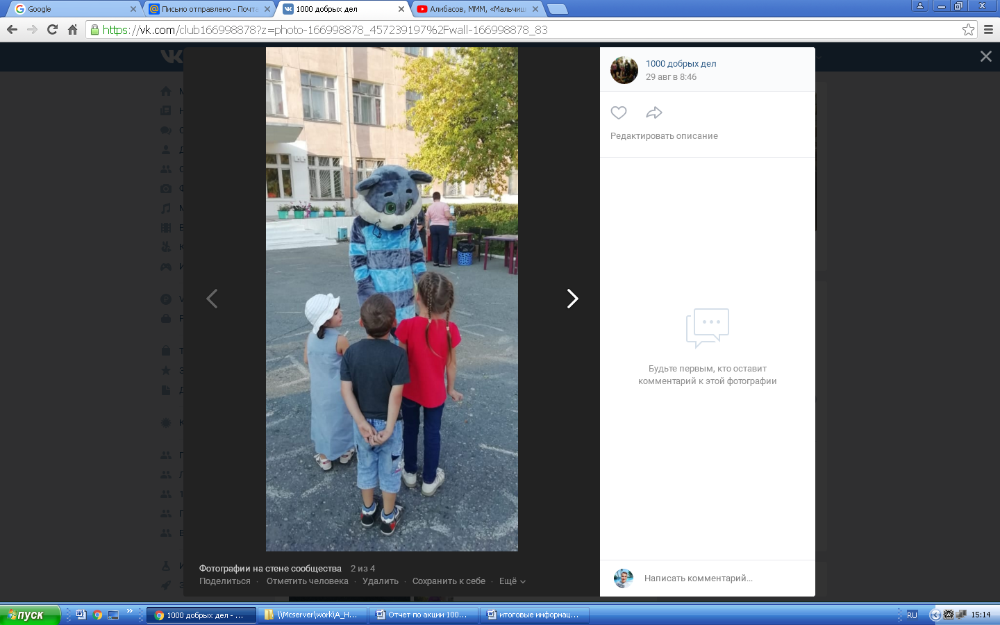 Google
Письмо отправлено - Почта
1000 добрых дел
Алибасов, МММ, «Мальчиш
https://vk.com/club166998878?z=photo-166998878_457239197%2Fwall-166998878_83
1000 добрых дел
29 авг в 8:46
Редактировать описание
Будьте первым, кто оставит
комментарий к этой фотографии
Фотографии на стене сообщества 2 из 4
Поделиться · Отметить человека · Удалить · Сохранить к себе · Ещё
Написать комментарий...
пуск
1000 добрых дел - ...
\\Mcserver\work\A_Н...
Отчет по акции 100...
итоговые информац...
RU
15:14